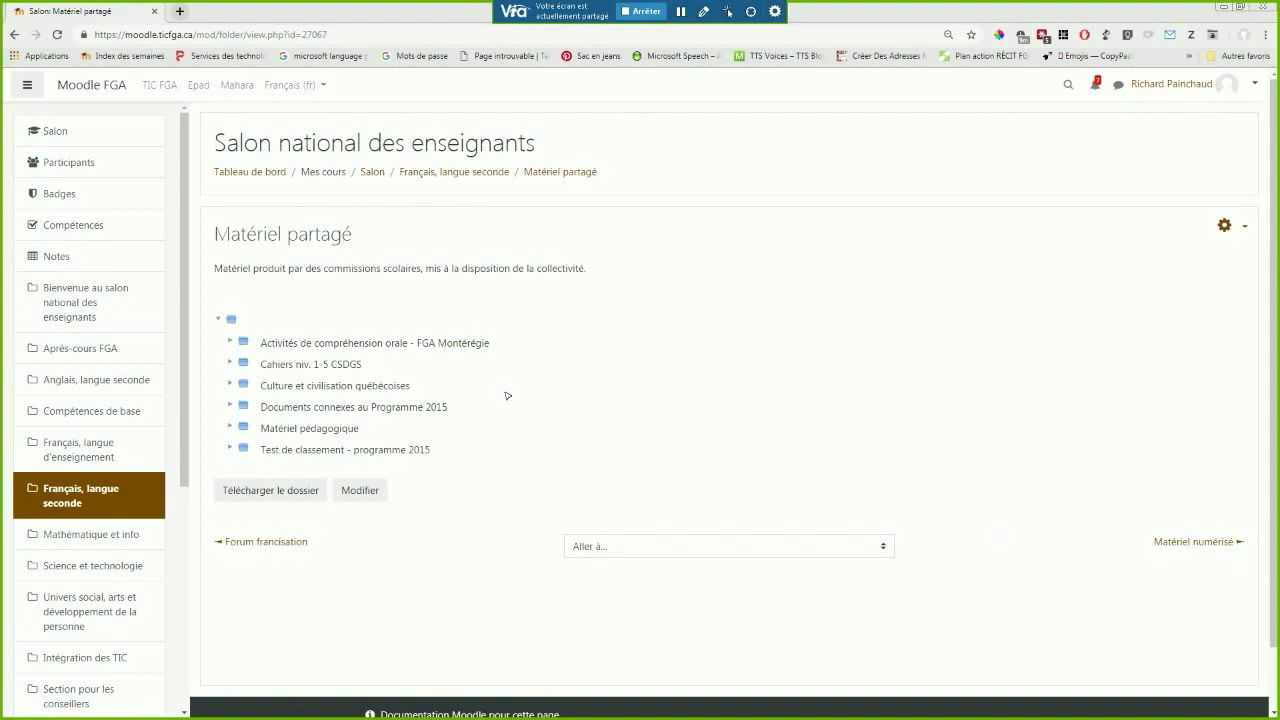 Salon: Matériel partagé
Via
Votre écran est
actuellement partagé
Arrêter
https://moodle.ticfga.ca/mod/folder/view.php?id=27067
Applications
Index des semaines
Services des technol
microsoft language
Mots de passe
Page introuvable | Te
Sac en jeans
Microsoft Speech –
TTS Voices – TTS Blo
Créer Des Adresses
Plan action RÉCIT FG
Emojis — CopyPas
»
Autres favoris
Moodle FGA
TIC FGA
Epad
Mahara
Français (fr)
7
Richard Painchaud
Salon
Participants
Badges
Compétences
Notes
Bienvenue au salon
national des
enseignants
Après-cours FGA
Anglais, langue seconde
Compétences de base
Français, langue
d'enseignement
Français, langue
seconde
Mathématique et info
Science et technologie
Univers social, arts et
développement de la
personne
Intégration des TIC
Section pour les
conseillers
Salon national des enseignants
Tableau de bord / Mes cours / Salon / Français, langue seconde / Matériel partagé
Matériel partagé
Matériel produit par des commissions scolaires, mis à la disposition de la collectivité.
Activités de compréhension orale - FGA Montérégie
Cahiers niv. 1-5 CSDGS
Culture et civilisation québécoises
Documents connexes au Programme 2015
Matériel pédagogique
Test de classement - programme 2015
Télécharger le dossier
Modifier
◄ Forum francisation
Aller à...
Matériel numérisé ►
Documentation Moodle pour cette page